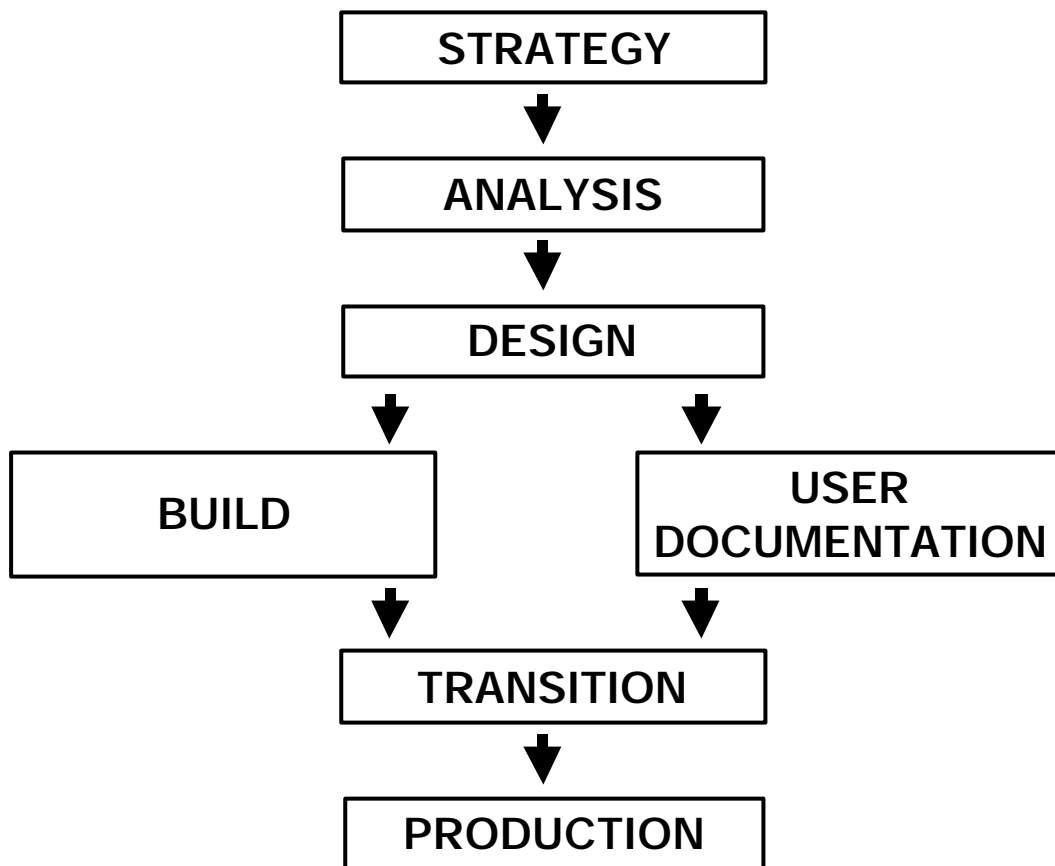 STRATEGY
ANALYSIS
DESIGN
BUILD
USER
DOCUMENTATION
TRANSITION
PRODUCTION